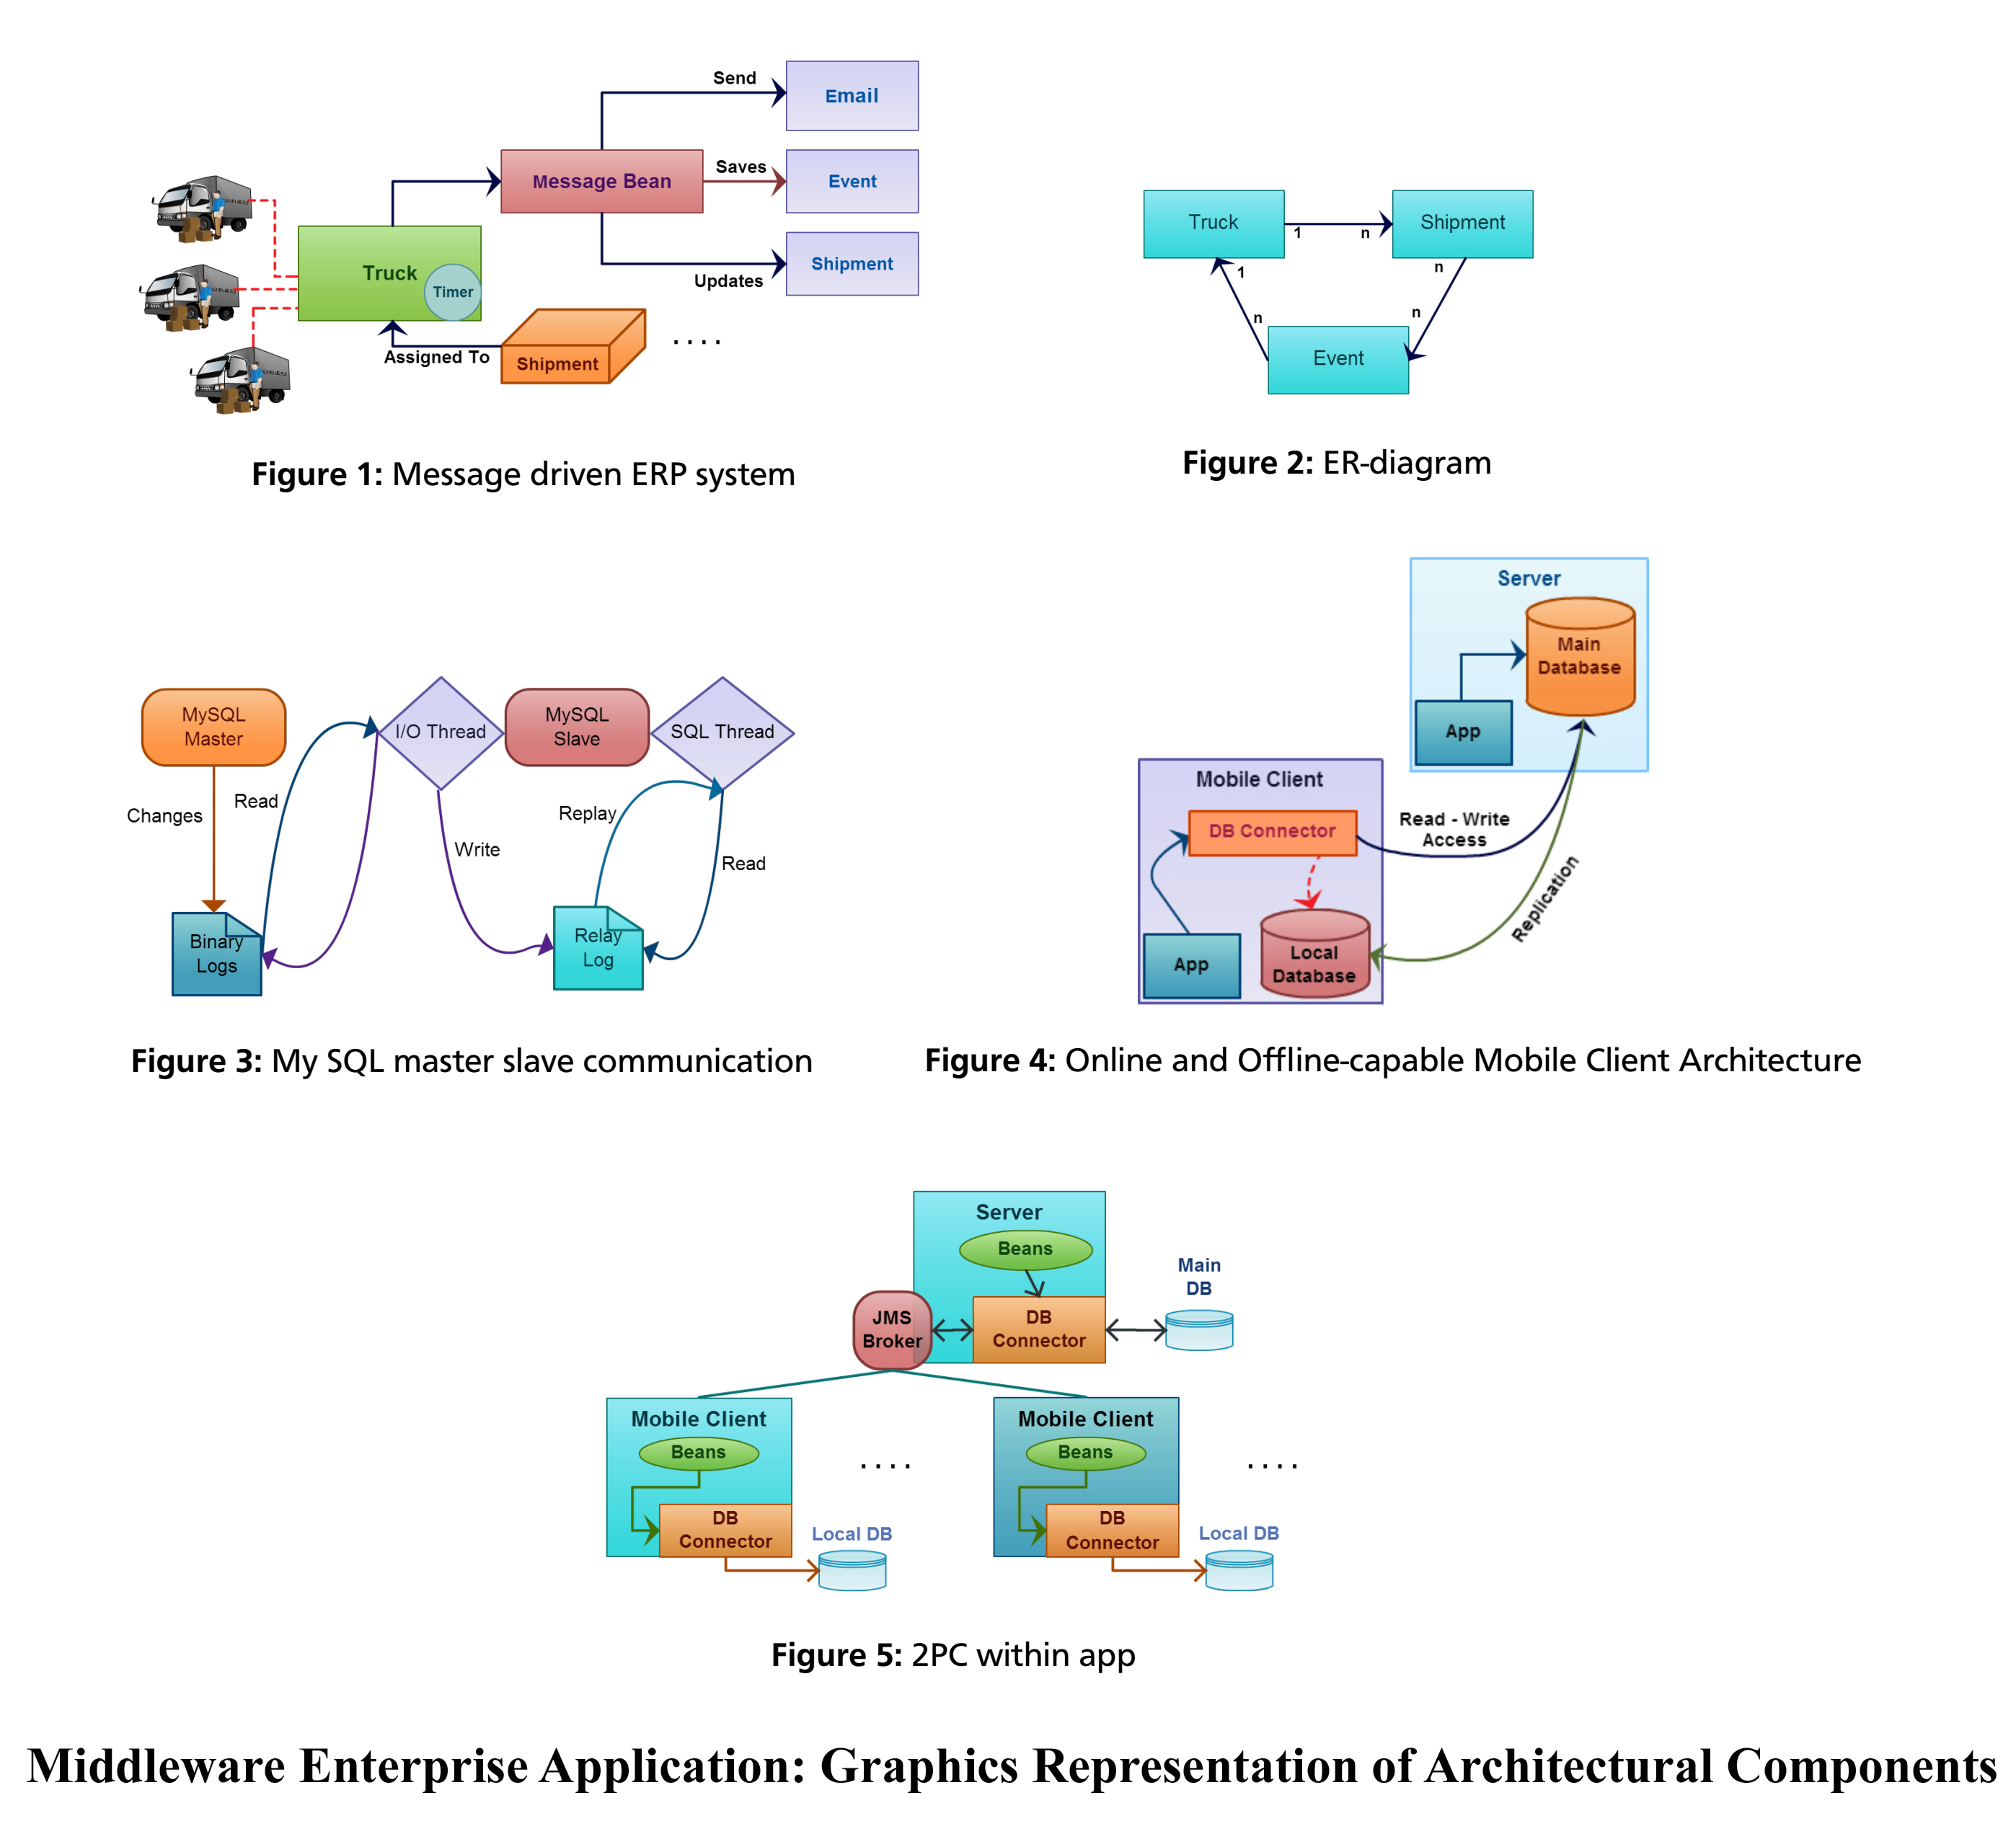 Send
Email
Message Bean
Saves
Event
Truck
Timer
Updates
Shipment
Assigned To
Shipment
. . . .
Figure 1: Message driven ERP system
Truck
1
n
Shipment
1
n
n
n
Event
Figure 2: ER-diagram
MySQL
Master
I/O Thread
MySQL
Slave
SQL Thread
Changes
Read
Write
Replay
Read
Binary
Logs
Relay
Log
Figure 3: My SQL master slave communication
Server
Main
Database
App
Mobile Client
DB Connector
Read - Write
Access
Replication
App
Local
Database
Figure 4: Online and Offline-capable Mobile Client Architecture
Server
Beans
JMS
Broker
DB
Connector
Main
DB
Mobile Client
Beans
DB
Connector
Local DB
. . . .
Mobile Client
Beans
DB
Connector
Local DB
. . . .
Figure 5: 2PC within app
Middleware Enterprise Application: Graphics Representation of Architectural Components